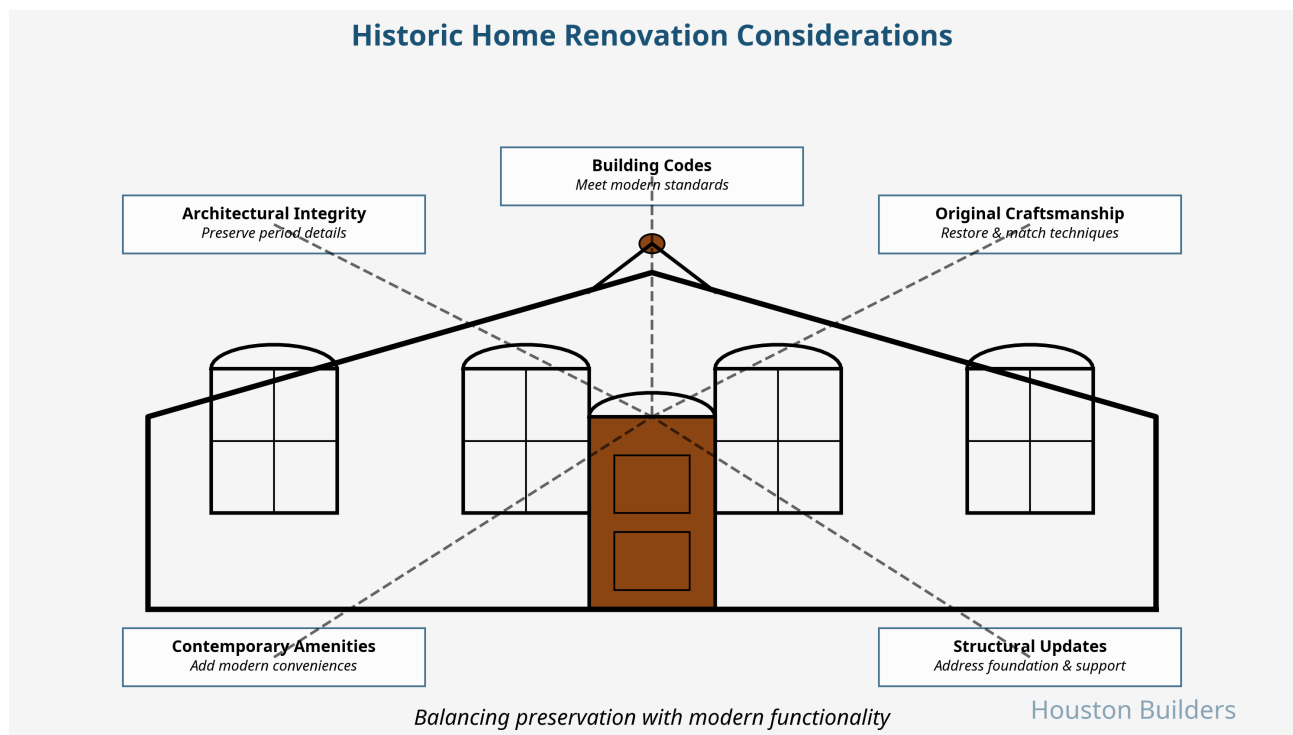 Historic Home Renovation Considerations
Building Codes
Meet modern standards
Architectural Integrity
Preserve period details
Original Craftsmanship
Restore & match techniques
Contemporary Amenities
Add modern conveniences
Structural Updates
Address foundation & support
Balancing preservation with modern functionality
Houston Builders